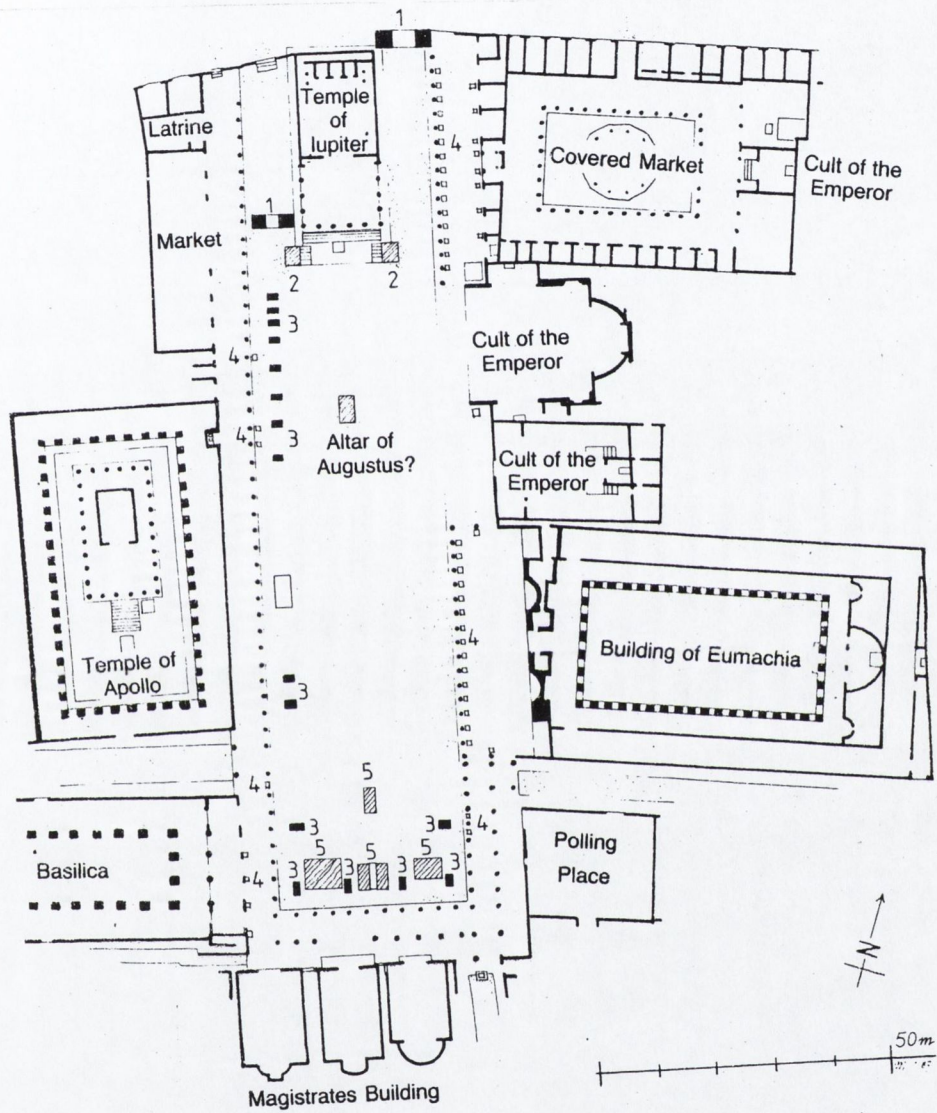 1
Temple
of
Iupiter
Latrine
4
Covered Market
Cult of the
Emperor
1
Market
2
2
3
Cult of the
Emperor
4
4
3
Altar of
Augustus?
Cult of the
Emperor
4
Building of Eumachia
Temple of
Apollo
3
4
5
3
3
4
Polling
Place
Basilica
4
3
5
3
5
3
5
3
N
50m
Magistrates Building